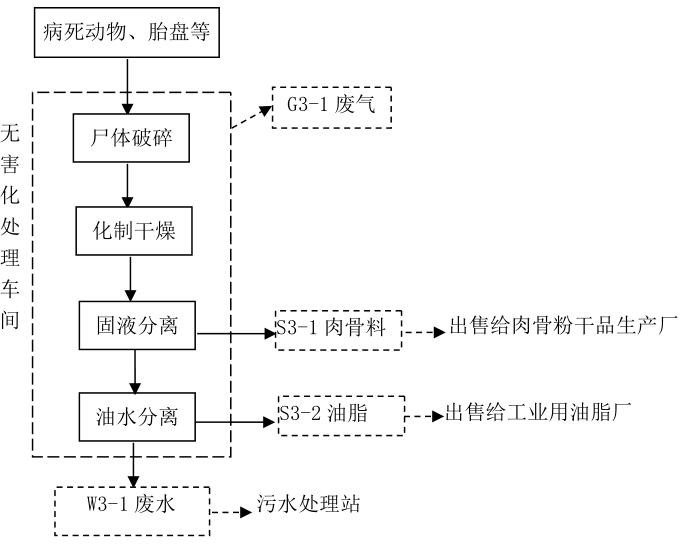 病死动物、胎盘等
G3-1 废气
无害化处理车间
尸体破碎
化制干燥
固液分离
S3-1 肉骨料
出售给肉骨粉干品生产厂
油水分离
S3-2 油脂
出售给工业用油脂厂
W3-1 废水
污水处理站